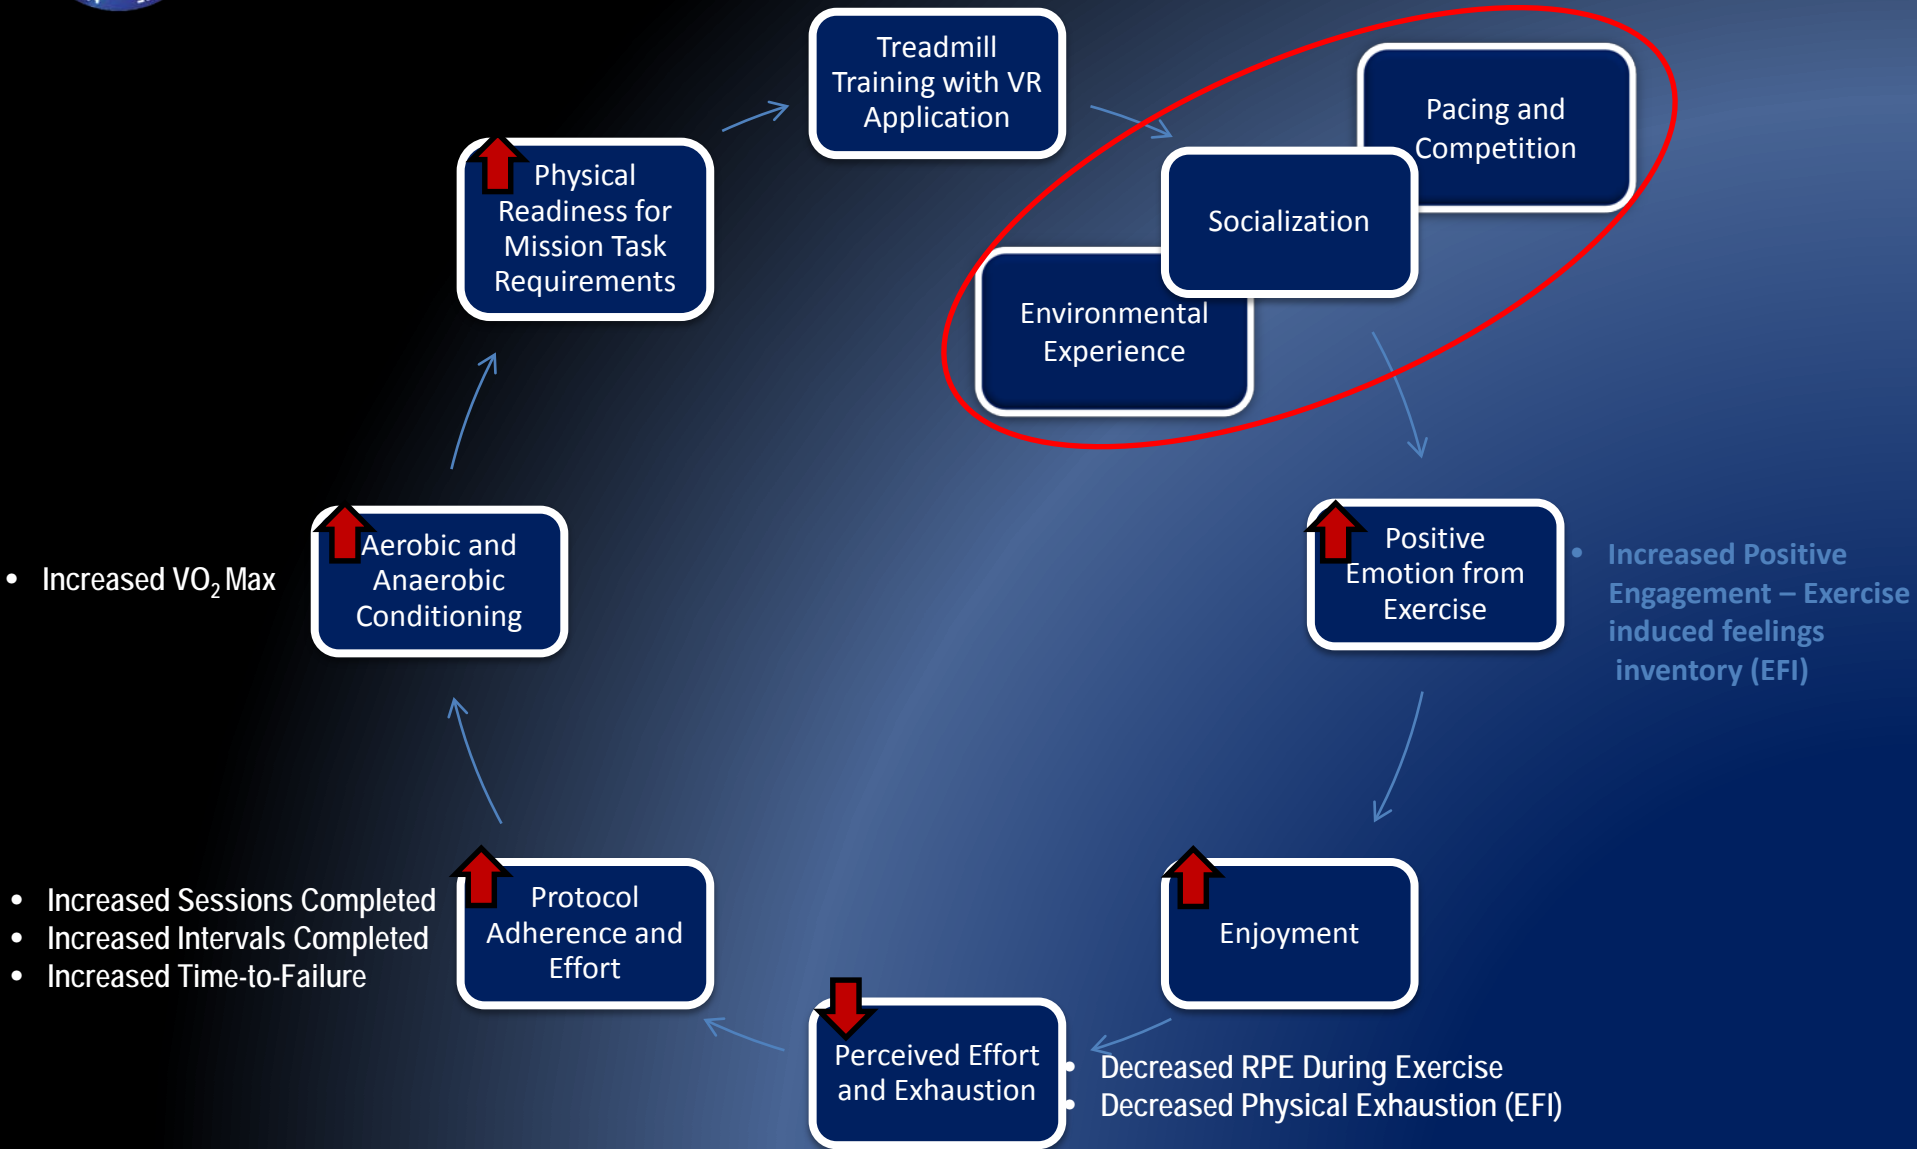 Treadmill
Training with VR
Application
Pacing and
Competition
Socialization
Environmental
Experience
Positive
Emotion from
Exercise
• Increased Positive
Engagement – Exercise
induced feelings
inventory (EFI)
Enjoyment
Perceived Effort
and Exhaustion
• Decreased RPE During Exercise
• Decreased Physical Exhaustion (EFI)
Protocol
Adherence and
Effort
• Increased Sessions Completed
• Increased Intervals Completed
• Increased Time-to-Failure
Aerobic and
Anaerobic
Conditioning
• Increased VO₂ Max
Physical
Readiness for
Mission Task
Requirements